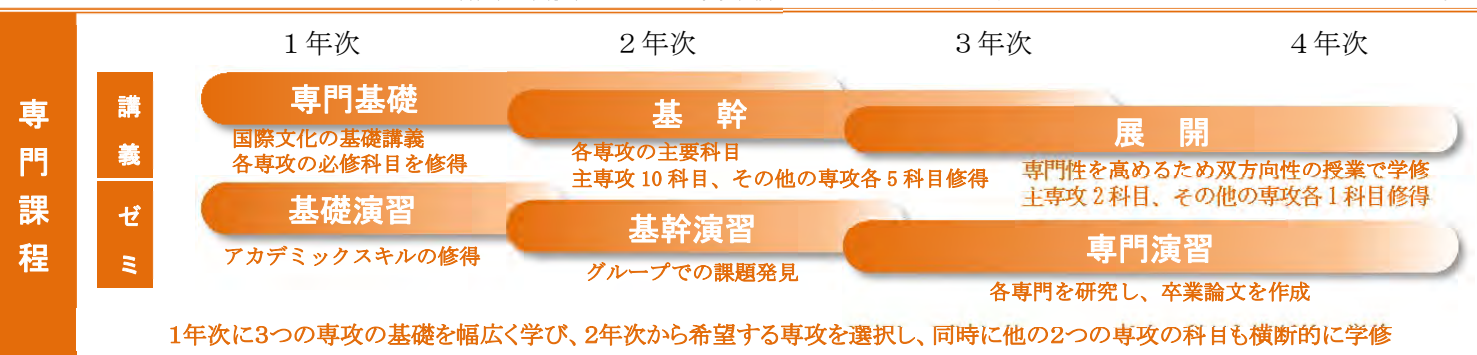 １年次
２年次
３年次
４年次
専門課程
講義
専門基礎
国際文化の基礎講義
各専攻の必修科目を修得
基 幹
各専攻の主要科目
主専攻10科目、その他の専攻各5科目修得
展 開
専門性を高めるため双方向性の授業で学修
主専攻2科目、その他の専攻各1科目修得
ゼミ
基礎演習
アカデミックスキルの修得
基幹演習
グループでの課題発見
専門演習
各専門を研究し、卒業論文を作成
1年次に3つの専攻の基礎を幅広く学び、2年次から希望する専攻を選択し、同時に他の2つの専攻の科目も横断的に学修